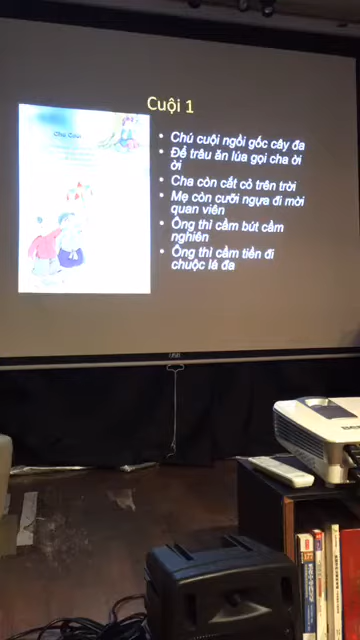 Cuội 1
Chú cuội ngồi gốc cây đa
Để trâu ăn lúa gọi cha ời
ời
Cha còn cắt cỏ trên trời
Mẹ còn cưỡi ngựa đi mời
quan viên
Ông thì cầm bút cầm
nghiên
Ông thì cầm tiền đi
chuộc lá đa